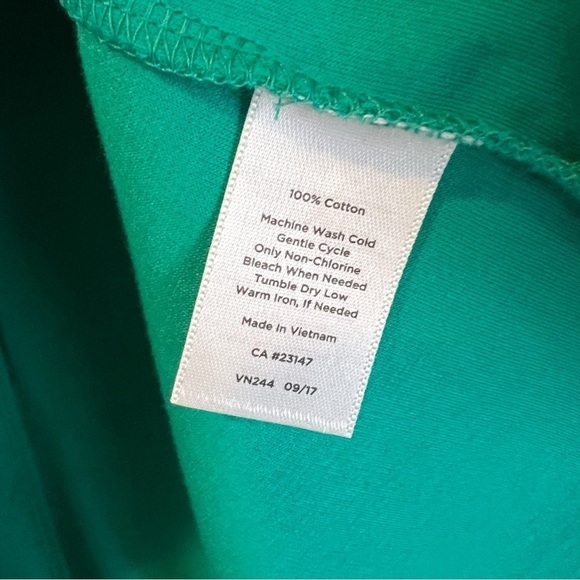 100% Cotton
Machine Wash Cold
Gentle Cycle
Only Non-Chlorine
Bleach When Needed
Tumble Dry Low
Warm Iron, If Needed
Made In Vietnam
CA #23147
VN244 09/17